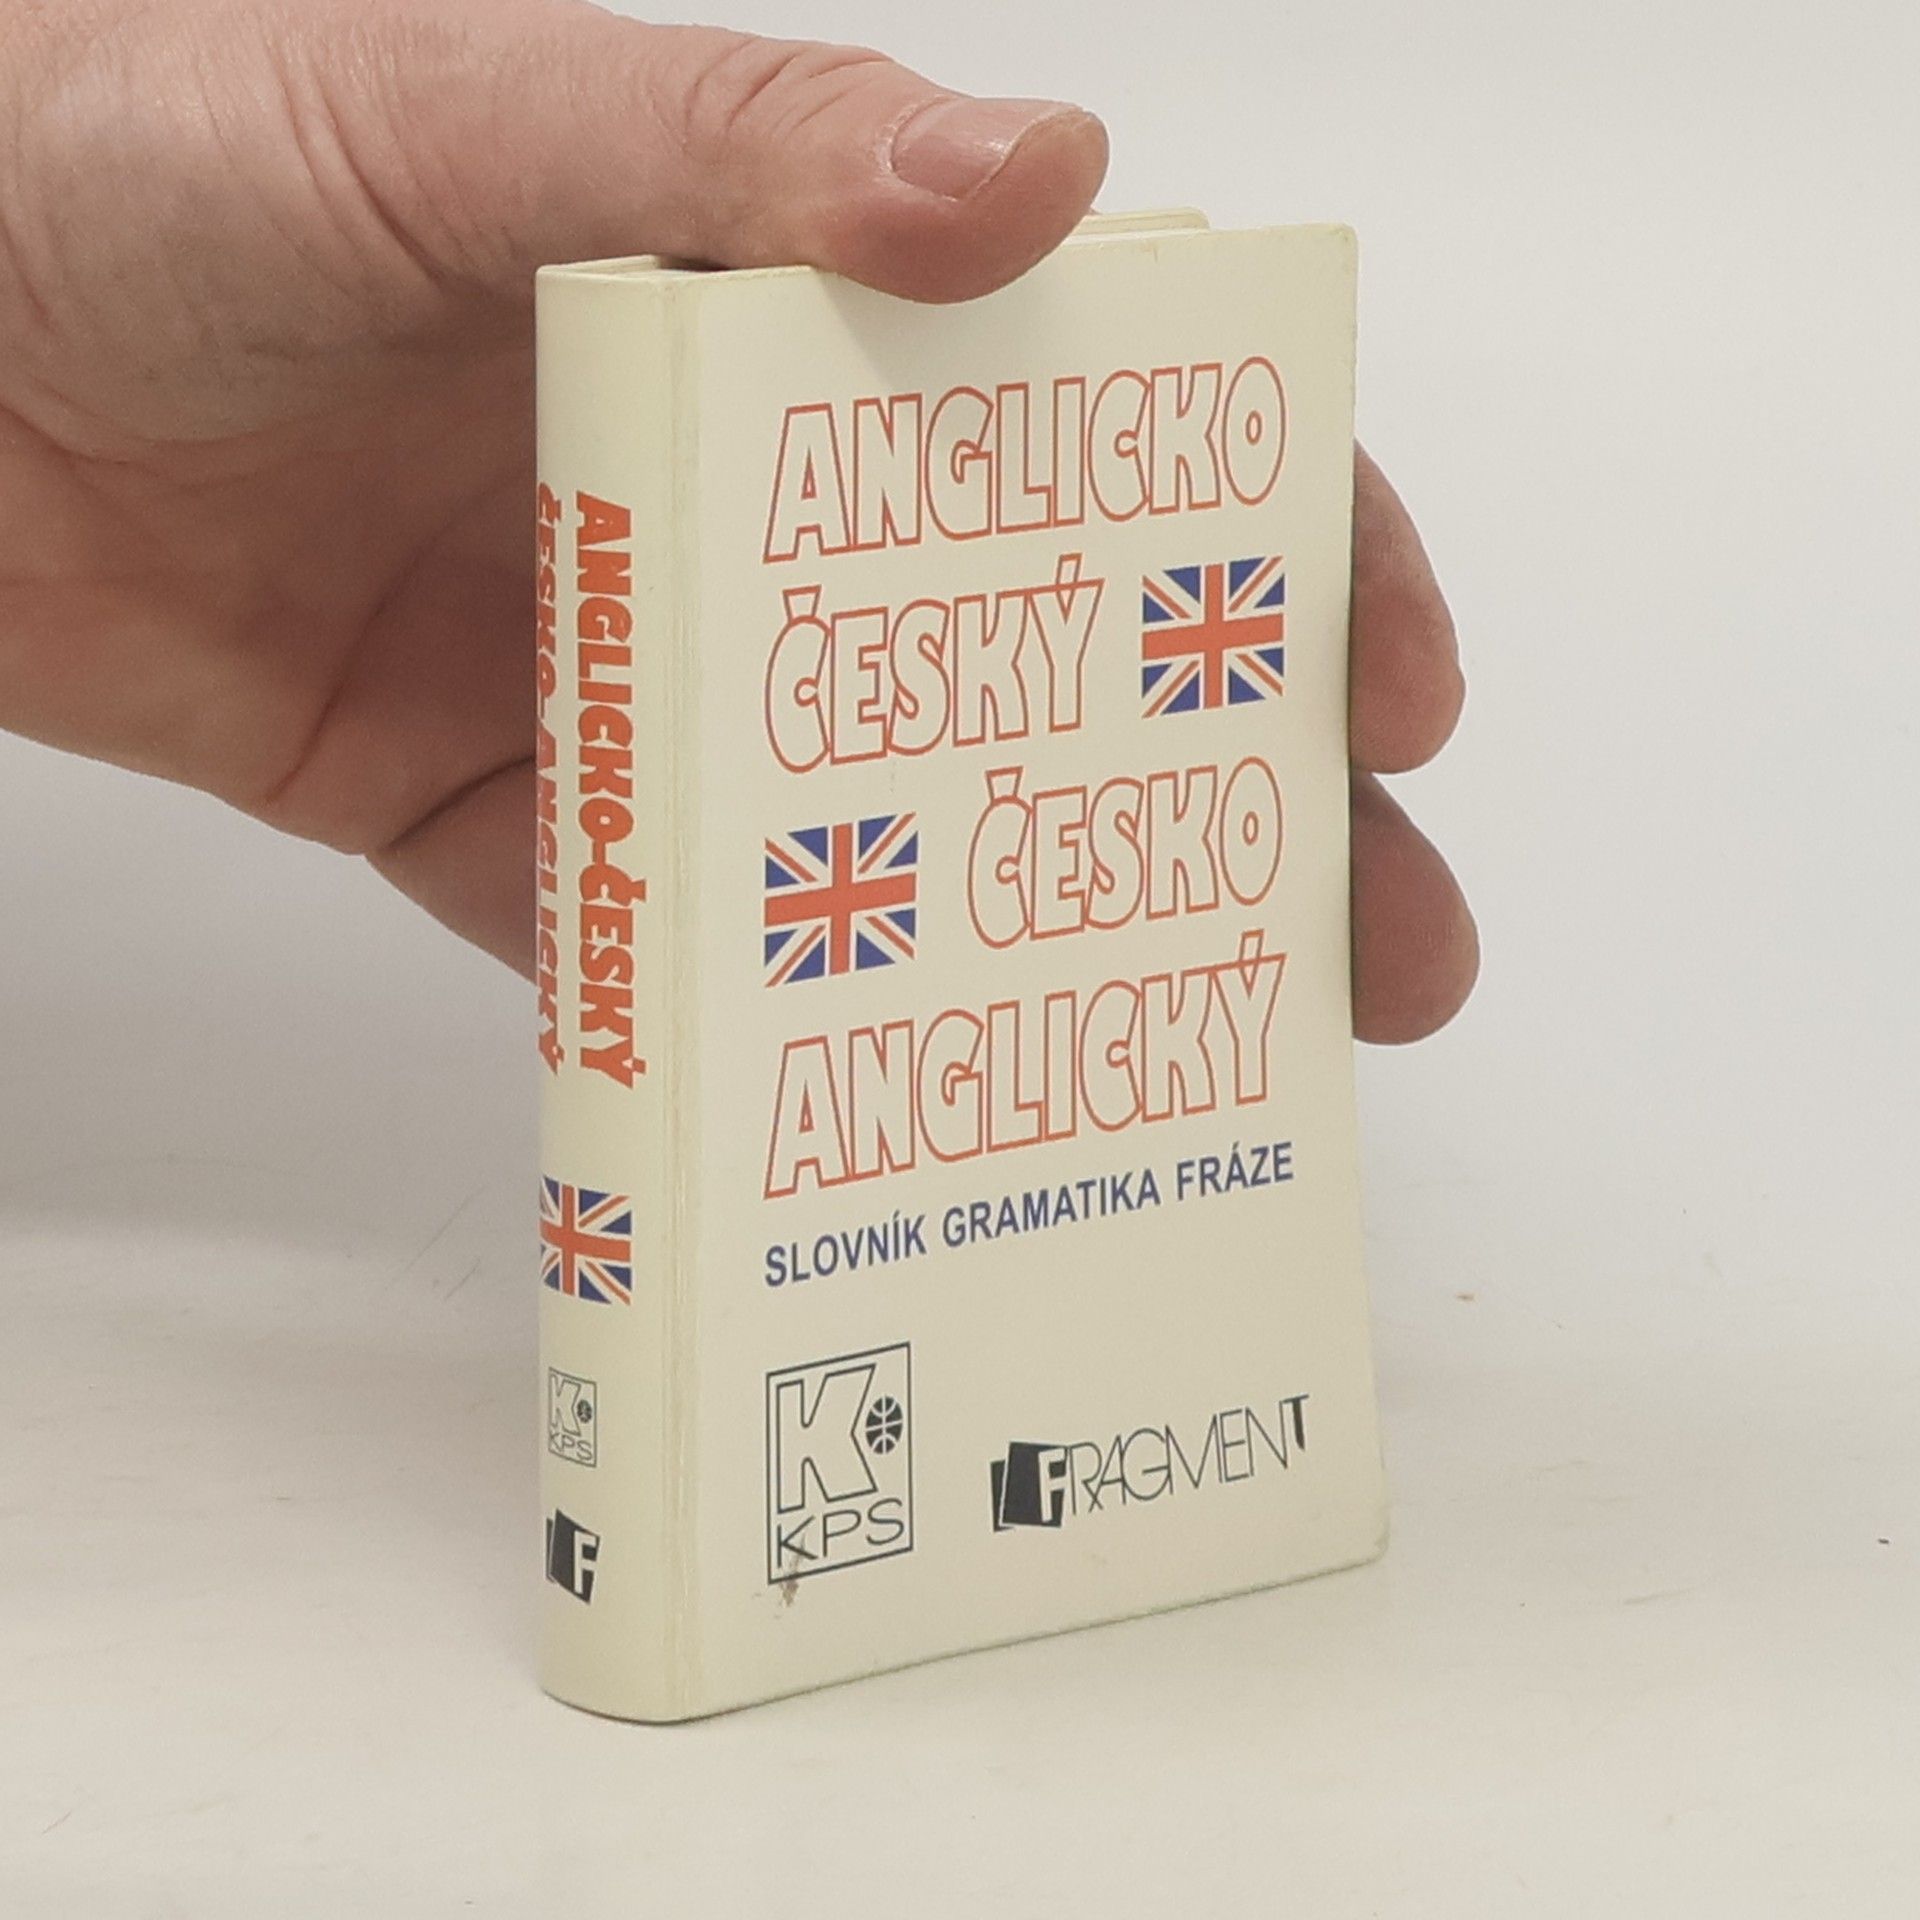 ANGLICKO
ČESKÝ
ČESKO
ANGLICKÝ
SLOVNÍK GRAMATIKA FRÁZE
K
KPS
FRAGMENT
ANGLICKO-ČESKÝ
ČESKO-ANGLICKÝ
K
KPS
F